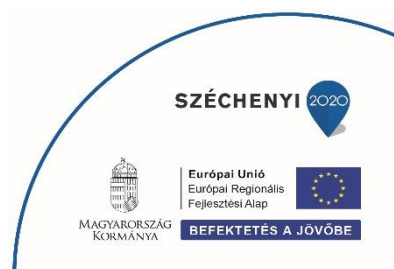 SZÉCHENYI 2020
Európai Unió
Európai Regionális
Fejlesztési Alap
MAGYARORSZÁG
KORMÁNYA
BEFEKTETÉS A JÖVŐBE